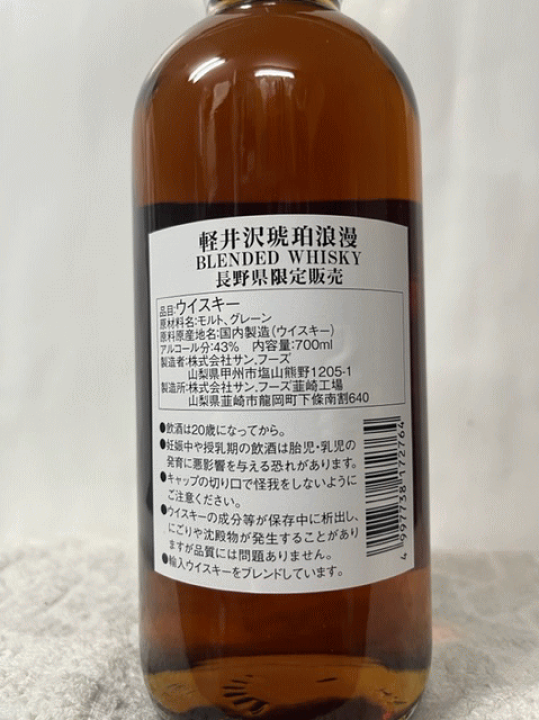 軽井沢琥珀浪漫
BLENDED WHISKY
長野県限定販売
品目:ウイスキー
原材料名:モルト、グレーン
原料原産地名:国内製造(ウイスキー)
アルコール分:43% 内容量:700ml
製造者:株式会社サン.フーズ
山梨県甲州市塩山熊野1205-1
製造所:株式会社サン.フーズ韮崎工場
山梨県韮崎市龍岡町下條南割640
●飲酒は20歳になってから。
●妊娠中や授乳期の飲酒は胎児・乳児の
発育に悪影響を与える恐れがあります。
●キャップの切り口で怪我をしないように
ご注意ください。
●ウイスキーの成分等が保存中に析出し、
にごりや沈殿物が発生することがあり
ますが品質には問題ありません。
●輸入ウイスキーをブレンドしています。
4 997738 172764